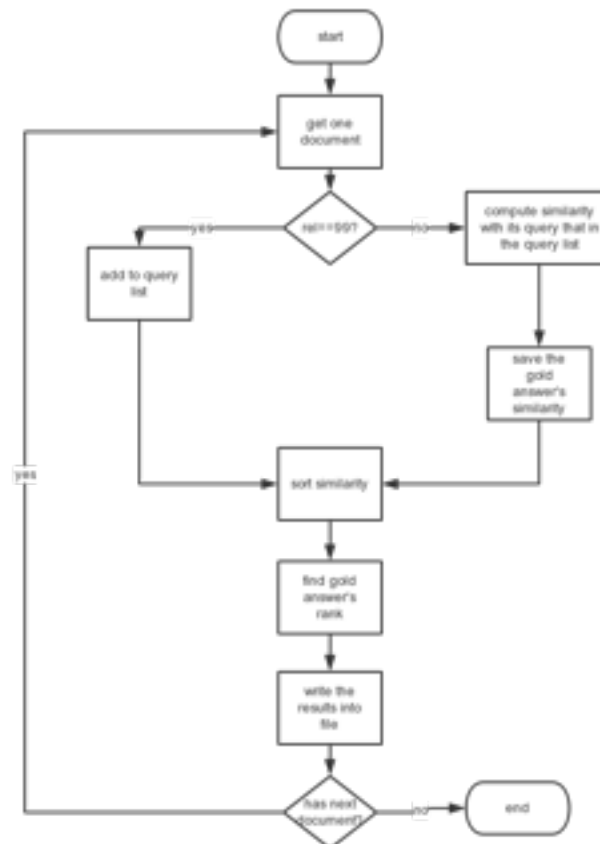 start
get one
document
rel==99?
yes
no
compute similarity
with its query that in
the query list
add to query
list
save the
gold
answer's
similarity
yes
sort similarity
find gold
answer's
rank
write the
results into
file
has next
document?
no
end